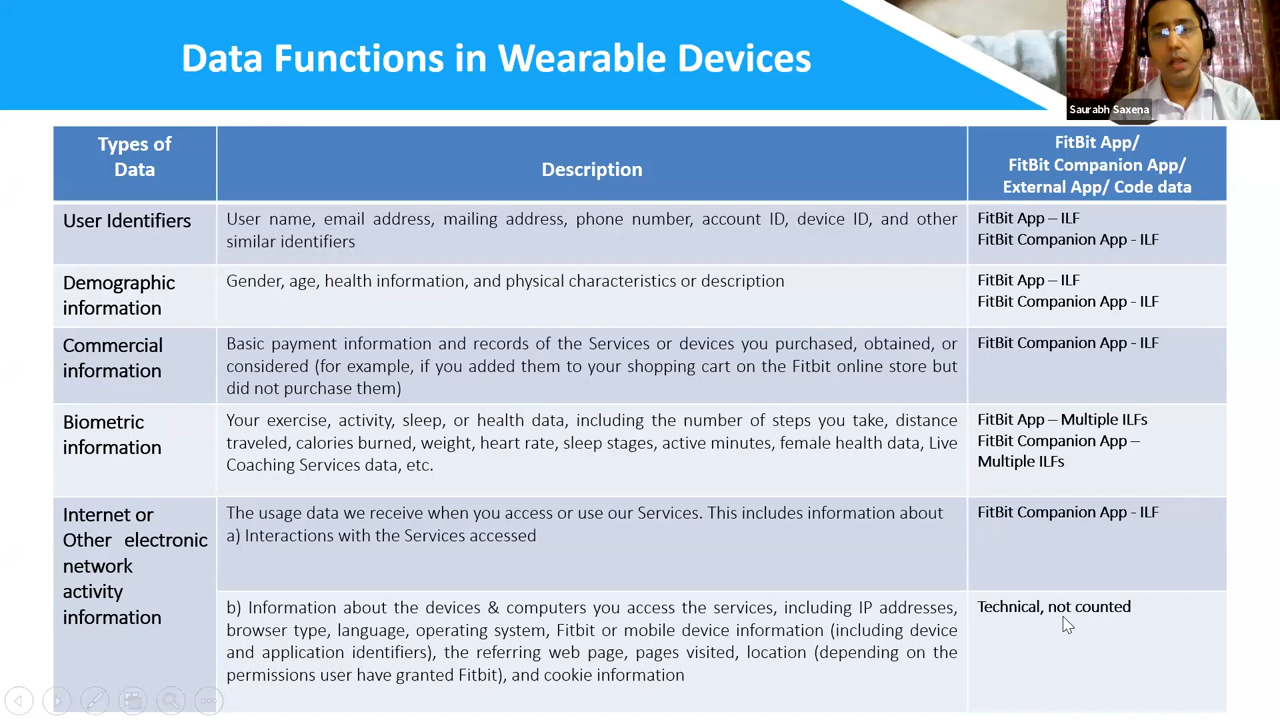 Data Functions in Wearable Devices
Saurabh Saxena
Types of
Data
Description
FitBit App/
FitBit Companion App/
External App/ Code data
User Identifiers
User name, email address, mailing address, phone number, account ID, device ID, and other
similar identifiers
FitBit App – ILF
FitBit Companion App - ILF
Demographic
information
Gender, age, health information, and physical characteristics or description
FitBit App – ILF
FitBit Companion App - ILF
Commercial
information
Basic payment information and records of the Services or devices you purchased, obtained, or
considered (for example, if you added them to your shopping cart on the Fitbit online store but
did not purchase them)
FitBit Companion App - ILF
Biometric
information
Your exercise, activity, sleep, or health data, including the number of steps you take, distance
traveled, calories burned, weight, heart rate, sleep stages, active minutes, female health data, Live
Coaching Services data, etc.
FitBit App – Multiple ILFs
FitBit Companion App –
Multiple ILFs
Internet or
Other electronic
network
activity
information
The usage data we receive when you access or use our Services. This includes information about
a) Interactions with the Services accessed
FitBit Companion App - ILF
b) Information about the devices & computers you access the services, including IP addresses,
browser type, language, operating system, Fitbit or mobile device information (including device
and application identifiers), the referring web page, pages visited, location (depending on the
permissions user have granted Fitbit), and cookie information
Technical, not counted